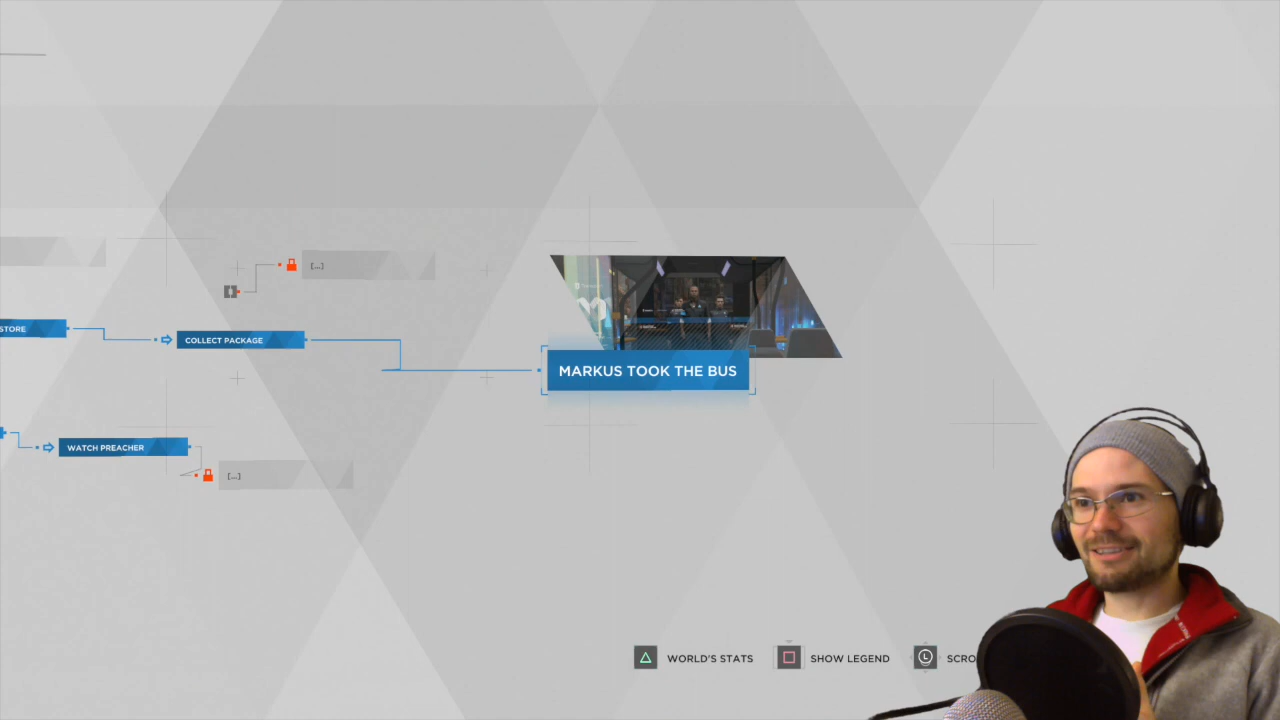 [...]
STORE
COLLECT PACKAGE
MARKUS TOOK THE BUS
WATCH PREACHER
[...]
WORLD'S STATS
SHOW LEGEND
L
SCRO